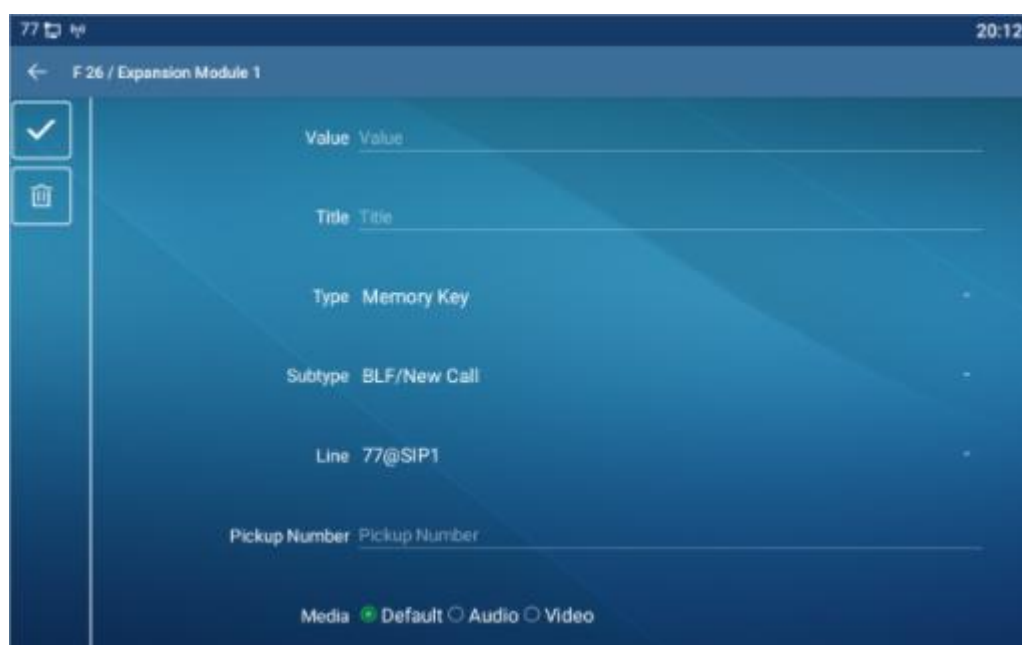 77 20:12
F 26 / Expansion Module 1
Value Value
Title Title
Type Memory Key
Subtype BLF/New Call
Line 77@SIP1
Pickup Number Pickup Number
Media Default Audio Video